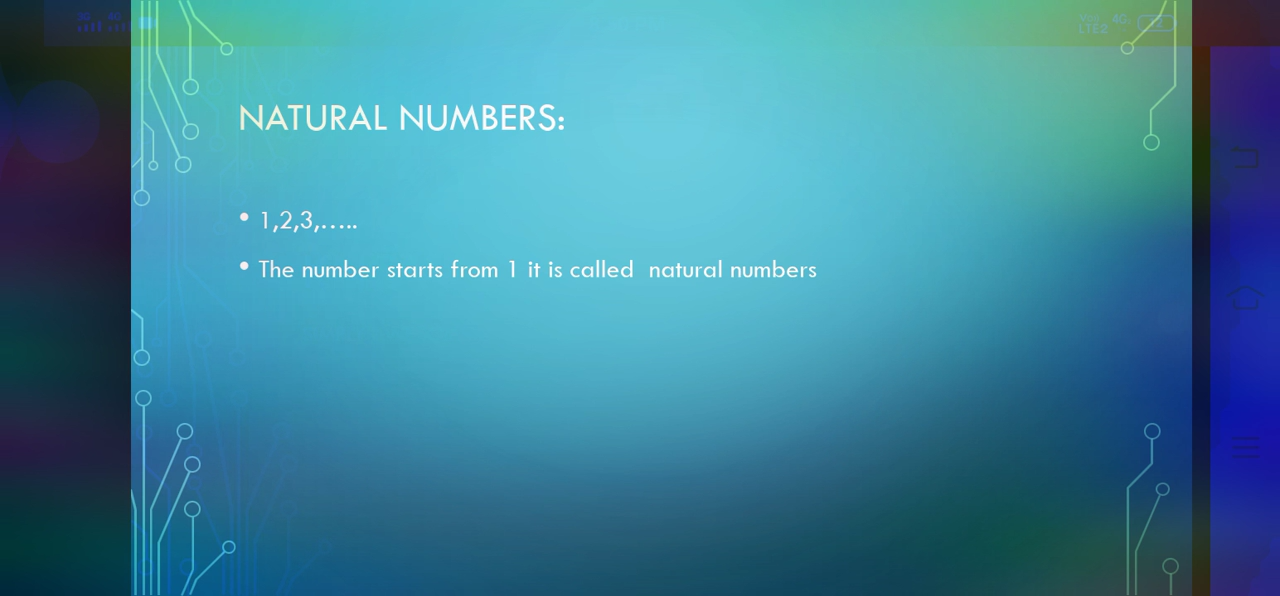 NATURAL NUMBERS:
• 1,2,3,…..
• The number starts from 1 it is called  natural numbers